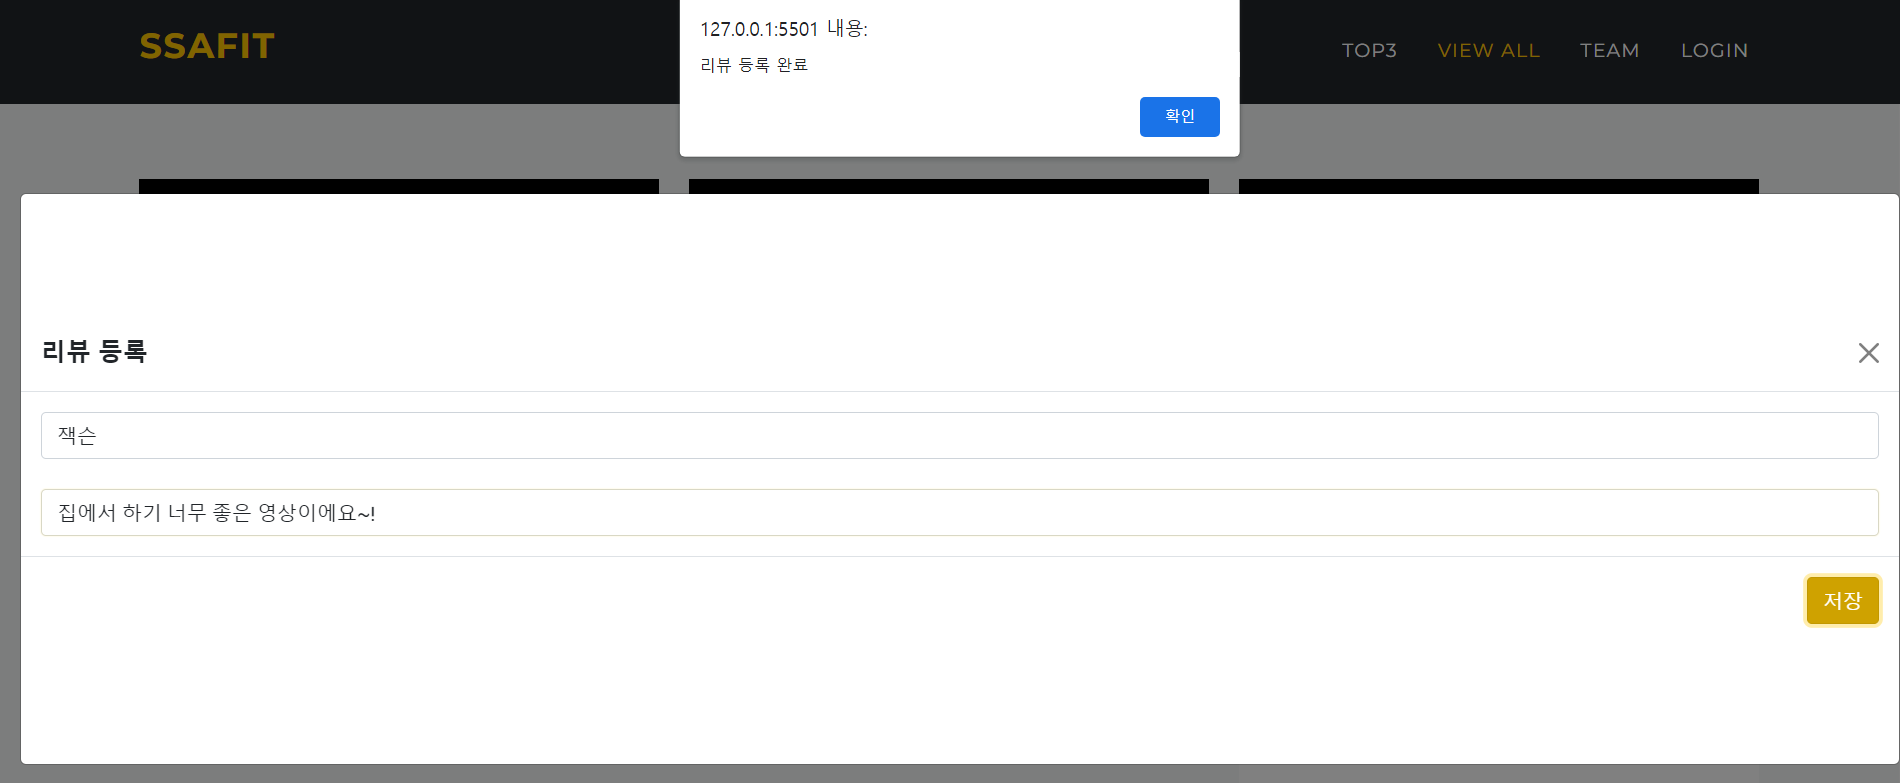 SSAFIT
127.0.0.1:5501 내용:
리뷰 등록 완료
확인
TOP3 VIEW ALL TEAM LOGIN
리뷰 등록
잭슨
집에서 하기 너무 좋은 영상이에요~!
저장